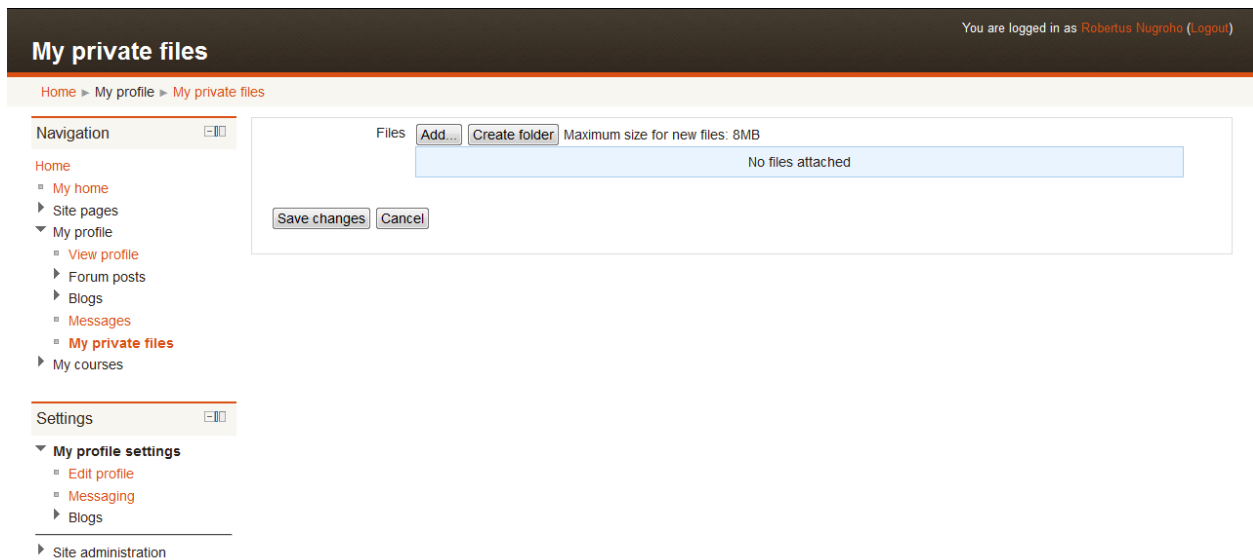 You are logged in as Robertus Nugroho (Logout)
My private files
Home ► My profile ► My private files
Navigation
Home
My home
Site pages
My profile
View profile
Forum posts
Blogs
Messages
My private files
My courses
Settings
My profile settings
Edit profile
Messaging
Blogs
Site administration
Files Add... Create folder Maximum size for new files: 8MB
No files attached
Save changes Cancel